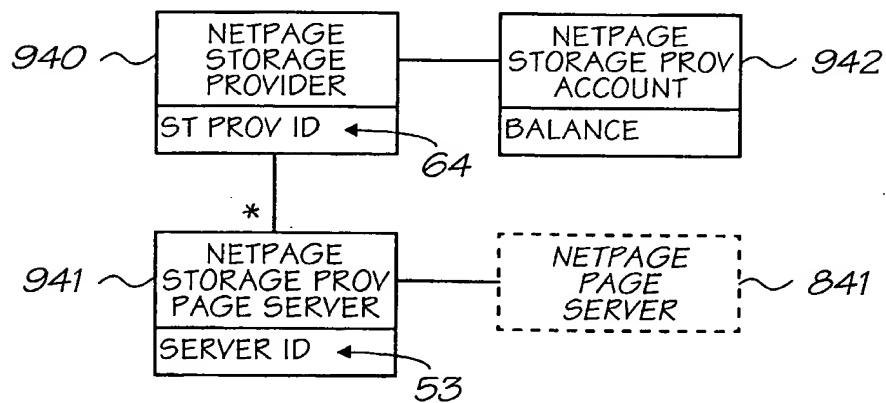 940
NETPAGE
STORAGE
PROVIDER
ST PROV ID
64
NETPAGE
STORAGE PROV
ACCOUNT
BALANCE
942
*
941
NETPAGE
STORAGE PROV
PAGE SERVER
SERVER ID
53
NETPAGE
PAGE
SERVER
841